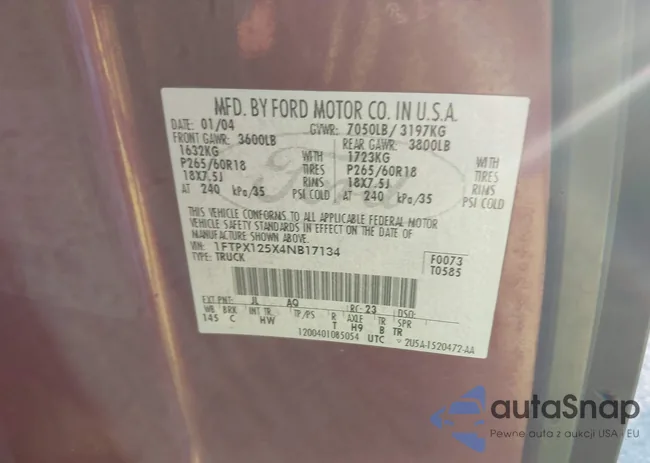 MFD. BY FORD MOTOR CO. IN U.S.A.
DATE: 01/04 GVWR: 7050LB/ 3197KG
FRONT GAWR: 3600LB REAR GAWR: 3800LB
1632KG WITH 1723KG WITH
P265/60R18 TIRES P265/60R18 TIRES
18X7.5J RIMS 18X7.5J RIMS
AT 240 kPa/35 PSI COLD AT 240 kPa/35 PSI COLD
THIS VEHICLE CONFORMS TO ALL APPLICABLE FEDERAL MOTOR
VEHICLE SAFETY STANDARDS IN EFFECT ON THE DATE OF
MANUFACTURE SHOWN ABOVE.
VIN: 1FTPX125X4NB17134 F0073
TYPE: TRUCK T0585
EXT PNT: JL AQ RC: 23 DSO:
WB BRK INT TR TP/PS R AXLE TR SPR
145 C HW T H9 B TR
1200401085054 UTC V 2USA-1520472-AA
Ford
autaSnap
Pewne auta z aukcji USA - EU